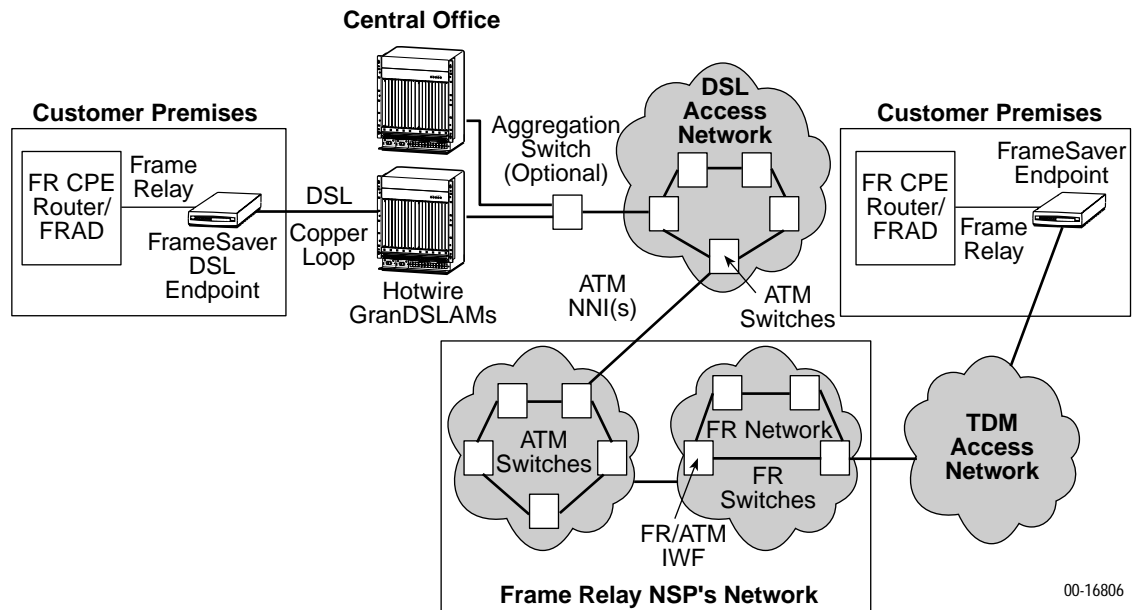 Central Office
Customer Premises
FR CPE
Router/
FRAD
Frame
Relay
FrameSaver
DSL
Endpoint
DSL
Copper
Loop
Hotwire
GranDSLAMs
Aggregation
Switch
(Optional)
DSL
Access
Network
ATM
Switches
ATM
NNI(s)
Customer Premises
FR CPE
Router/
FRAD
FrameSaver
Endpoint
Frame
Relay
ATM
Switches
FR Network
FR
Switches
FR/ATM
IWF
TDM
Access
Network
Frame Relay NSP's Network
00-16806